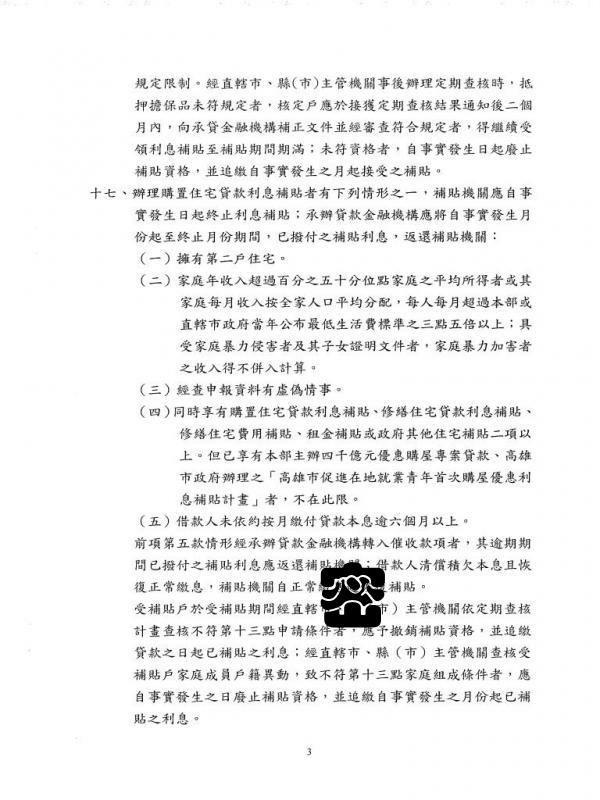 規定限制。經直轄市、縣(市)主管機關事後辦理定期查核時，抵
押擔保品未符規定者，核定戶應於接獲定期查核結果通知後二個
月內，向承貸金融機構補正文件並經審查符合規定者，得繼續受
領利息補貼至補貼期間期滿；未符資格者，自事實發生日起廢止
補貼資格，並追繳自事實發生之月起接受之補貼。
十七、辦理購置住宅貸款利息補貼者有下列情形之一，補貼機關應自事
實發生日起終止利息補貼；承辦貸款金融機構應將自事實發生月
份起至終止月份期間，已撥付之補貼利息，返還補貼機關：
（一）擁有第二戶住宅。
（二）家庭年收入超過百分之五十分位點家庭之平均所得者或其
家庭每月收入按全家人口平均分配，每人每月超過本部或
直轄市政府當年公布最低生活費標準之三點五倍以上；具
受家庭暴力侵害者及其子女證明文件者，家庭暴力加害者
之收入得不併入計算。
（三）經查申報資料有虛偽情事。
（四）同時享有購置住宅貸款利息補貼、修繕住宅貸款利息補貼、
修繕住宅費用補貼、租金補貼或政府其他住宅補貼二項以
上。但已享有本部主辦四千億元優惠購屋專案貸款、高雄
市政府辦理之「高雄市促進在地就業青年首次購屋優惠利
息補貼計畫」者，不在此限。
（五）借款人未依約按月繳付貸款本息逾六個月以上。
前項第五款情形經承辦貸款金融機構轉入催收款項者，其逾期期
間已撥付之補貼利息應返還補貼機關；借款人清償積欠本息且恢
復正常繳息，補貼機關自正常 補貼。
受補貼戶於受補貼期間經直轄 市）主管機關依定期查核
計畫查核不符第十三點申請條件者，應予撤銷補貼資格，並追繳
貸款之日起已補貼之利息；經直轄市、縣（市）主管機關查核受
補貼戶家庭成員戶籍異動，致不符第十三點家庭組成條件者，應
自事實發生之日廢止補貼資格，並追繳自事實發生之月份起已補
貼之利息。
3